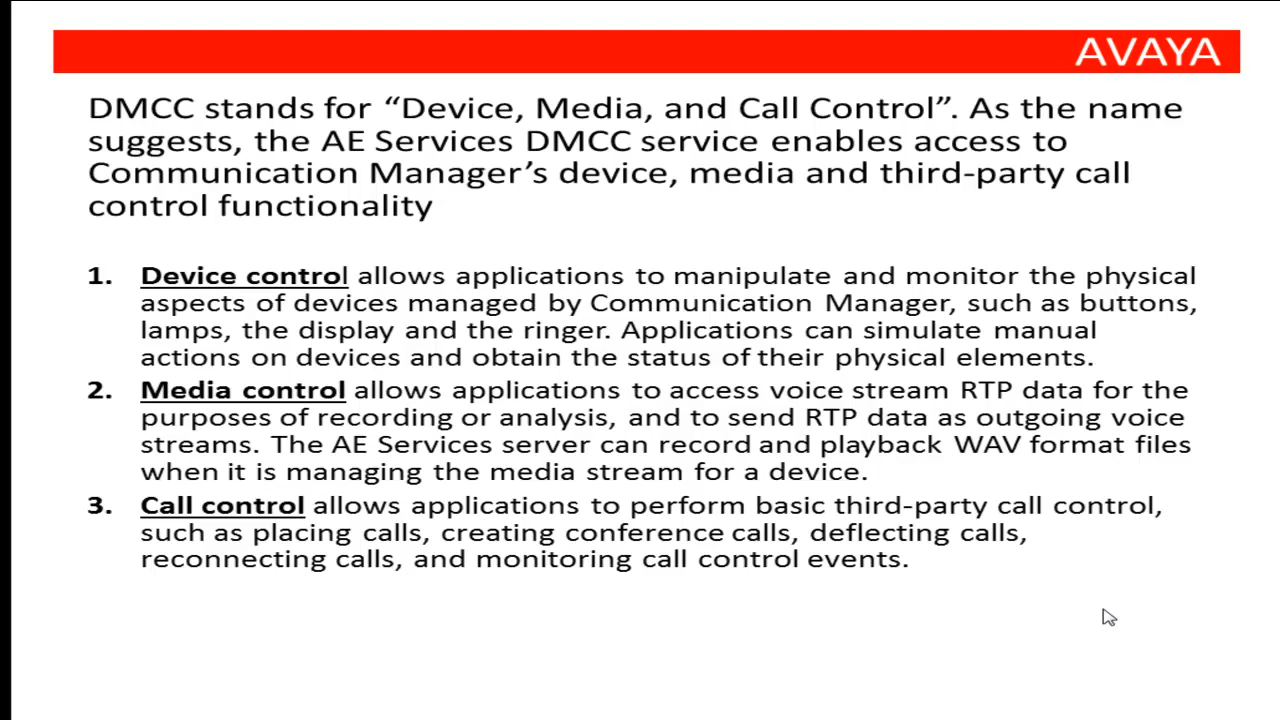 AVAYA
DMCC stands for “Device, Media, and Call Control”. As the name
suggests, the AE Services DMCC service enables access to
Communication Manager’s device, media and third-party call
control functionality
1. Device control allows applications to manipulate and monitor the physical
aspects of devices managed by Communication Manager, such as buttons,
lamps, the display and the ringer. Applications can simulate manual
actions on devices and obtain the status of their physical elements.
2. Media control allows applications to access voice stream RTP data for the
purposes of recording or analysis, and to send RTP data as outgoing voice
streams. The AE Services server can record and playback WAV format files
when it is managing the media stream for a device.
3. Call control allows applications to perform basic third-party call control,
such as placing calls, creating conference calls, deflecting calls,
reconnecting calls, and monitoring call control events.